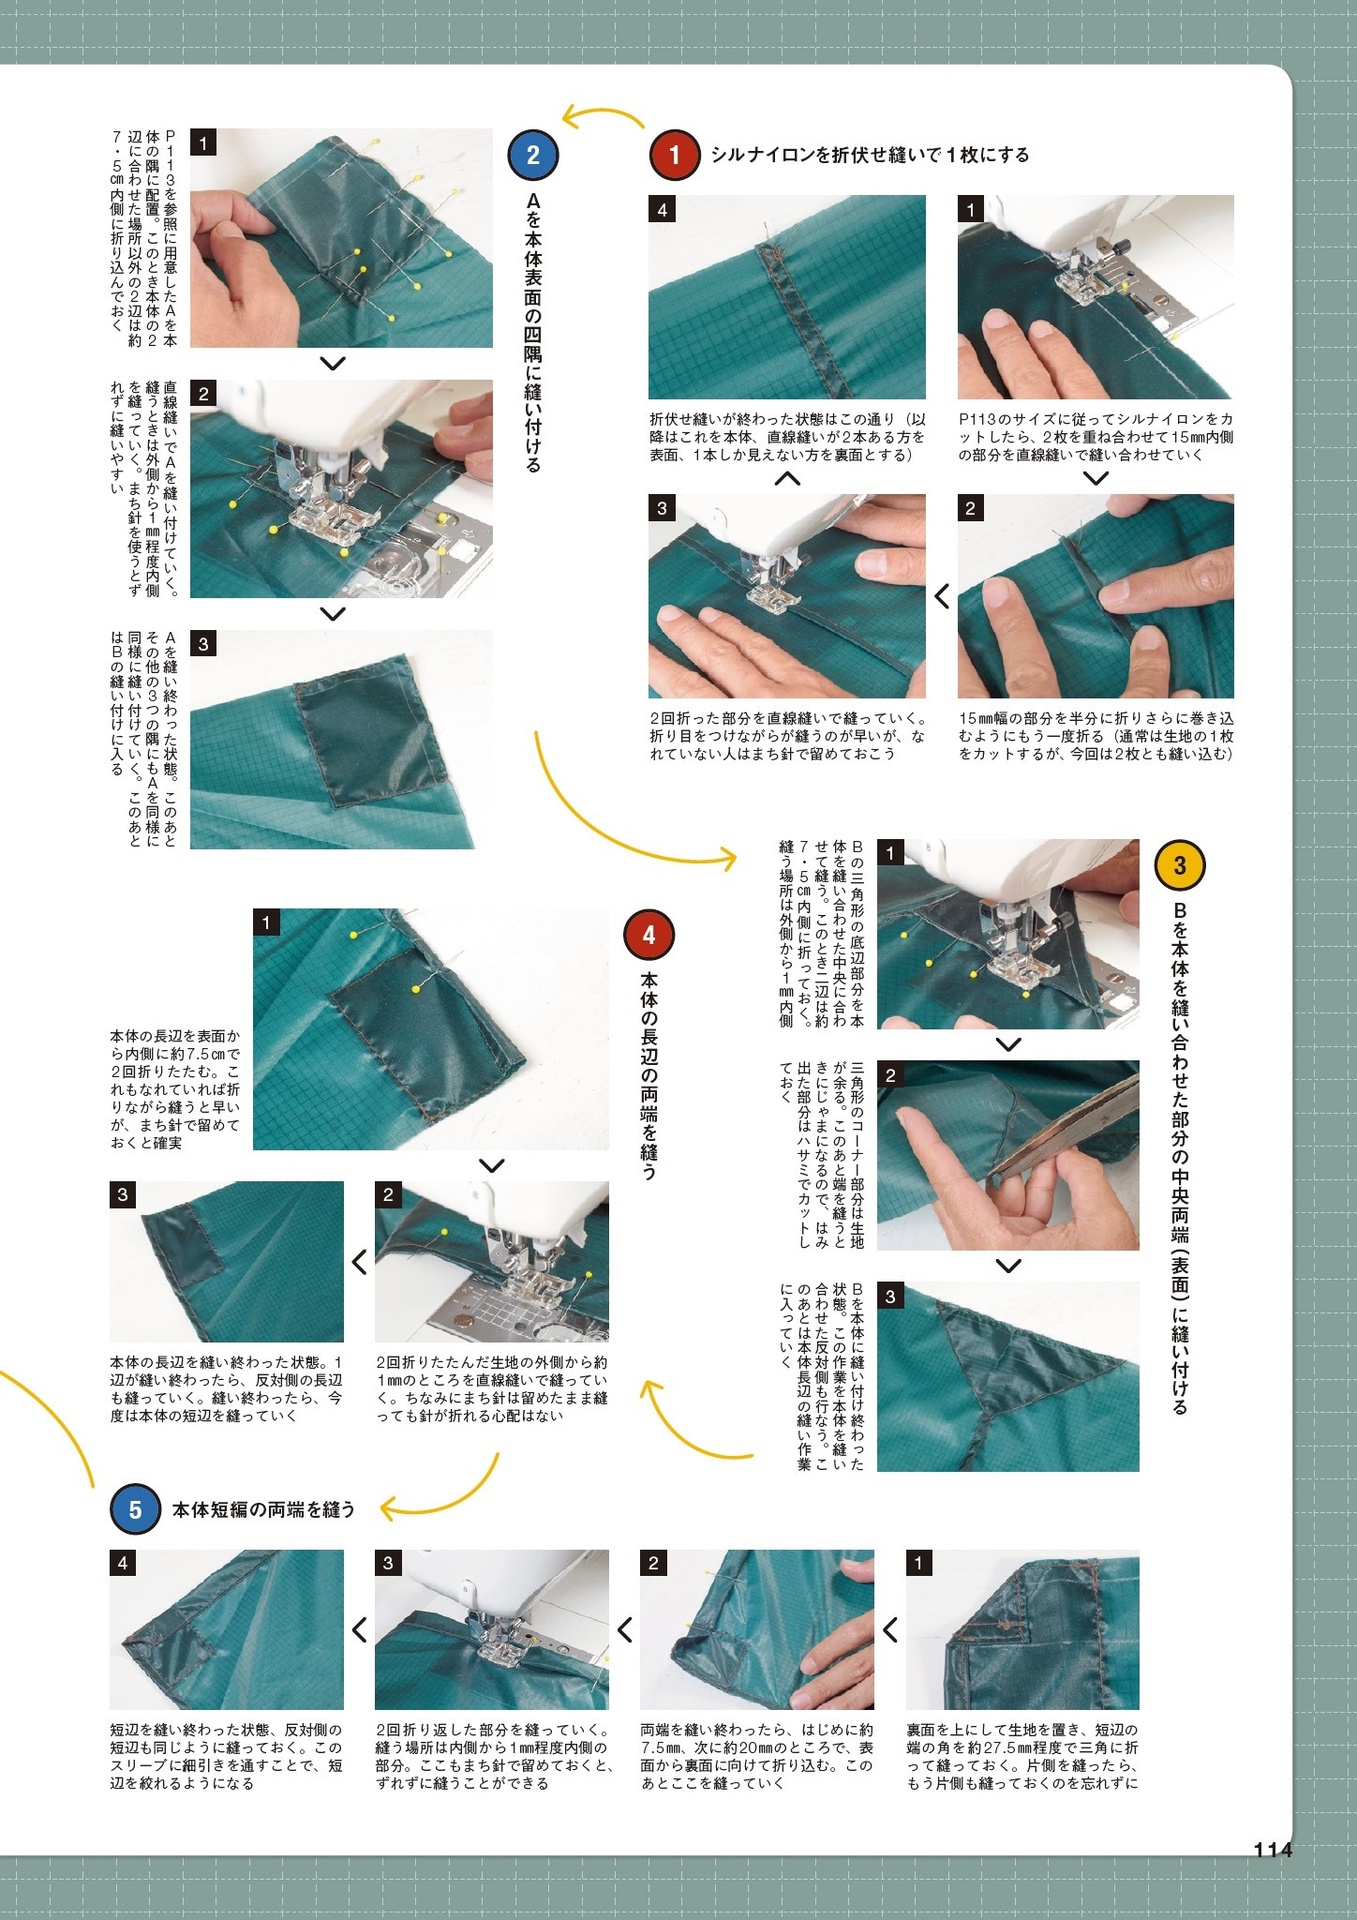 1
シルナイロンを折伏せ縫いで1枚にする
1
P113のサイズに従ってシルナイロンをカ
ットしたら、2枚を重ね合わせて15㎜内側
の部分を直線縫いで縫い合わせていく
2
15㎜幅の部分を半分に折りさらに巻き込
むようにもう一度折る（通常は生地の1枚
をカットするが、今回は2枚とも縫い込む）
3
2回折った部分を直線縫いで縫っていく。
折り目をつけながらが縫うのが早いが、な
れていない人はまち針で留めておこう
4
折伏せ縫いが終わった状態はこの通り（以
降はこれを本体、直線縫いが2本ある方を
表面、1本しか見えない方を裏面とする）
2
Aを本体表面の四隅に縫い付ける
1
P113を参照に用意したAを本
体の隅に配置。このとき本体の2
辺に合わせた場所以外の2辺は約
7・5㎝内側に折り込んでおく
2
直線縫いでAを縫い付けていく。
縫うときは外側から1㎜程度内側
を縫っていく。まち針を使うとず
れずに縫いやすい
3
Aを縫い終わった状態。このあと
その他の3つの隅にもAを同様に
同様に縫い付けていく。このあと
はBの縫い付けに入る
3
Bを本体を縫い合わせた部分の中央両端（表面）に縫い付ける
1
Bの三角形の底辺部分を本
体を縫い合わせた中央に合わ
せて縫う。このとき二辺は約
7・5㎝内側に折っておく。
縫う場所は外側から1㎜内側
2
三角形のコーナー部分は生地
が余る。このあと端を縫うと
きにじゃまになるので、はみ
出た部分はハサミでカットし
ておく
3
Bを本体に縫い付け終わった
状態。この作業を本体を縫い
合わせた反対側も行なう。こ
のあとは本体長辺の縫い作業
に入っていく
4
本体の長辺の両端を縫う
1
本体の長辺を表面か
ら内側に約7.5㎝で
2回折りたたむ。こ
れもなれていれば折
りながら縫うと早い
が、まち針で留めて
おくと確実
2
2回折りたたんだ生地の外側から約
1㎜のところを直線縫いで縫ってい
く。ちなみにまち針は留めたまま縫
っても針が折れる心配はない
3
本体の長辺を縫い終わった状態。1
辺が縫い終わったら、反対側の長辺
も縫っていく。縫い終わったら、今
度は本体の短辺を縫っていく
5
本体短編の両端を縫う
1
裏面を上にして生地を置き、短辺の
端の角を約27.5㎜程度で三角に折
って縫っておく。片側を縫ったら、
もう片側も縫っておくのを忘れずに
2
両端を縫い終わったら、はじめに約
7.5㎜、次に約20㎜のところで、表
面から裏面に向けて折り込む。この
あとここを縫っていく
3
2回折り返した部分を縫っていく。
縫う場所は内側から1㎜程度内側の
部分。ここもまち針で留めておくと、
ずれずに縫うことができる
4
短辺を縫い終わった状態、反対側の
短辺も同じように縫っておく。この
スリーブに細引きを通すことで、短
辺を絞れるようになる
114